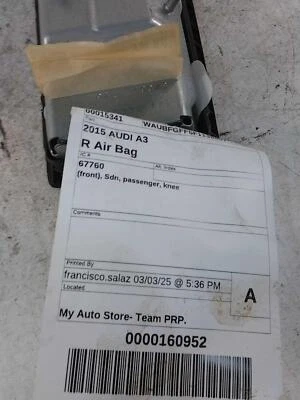 00015341
2015 AUDI A3
R Air Bag
IC #
Alt. Index
67760
(front), Sdn, passenger, knee
Comments
Printed By
francisco.salaz 03/03/25 @ 5:36 PM
Located
A
My Auto Store- Team PRP.
0000160952